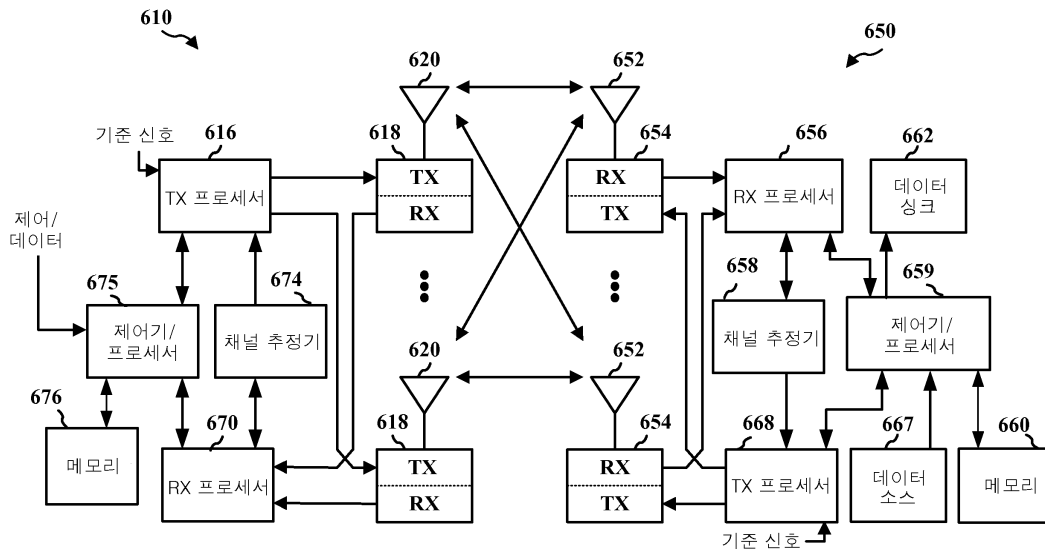 610
650
620
652
기준 신호
616
618
654
656
662
TX 프로세서
TX
RX
RX
TX
RX 프로세서
데이터
싱크
제어/
데이터
675
674
658
659
제어기/
프로세서
채널 추정기
채널 추정기
제어기/
프로세서
620
652
676
670
618
654
668
667
660
메모리
RX 프로세서
TX
RX
RX
TX
TX 프로세서
데이터
소스
메모리
기준 신호